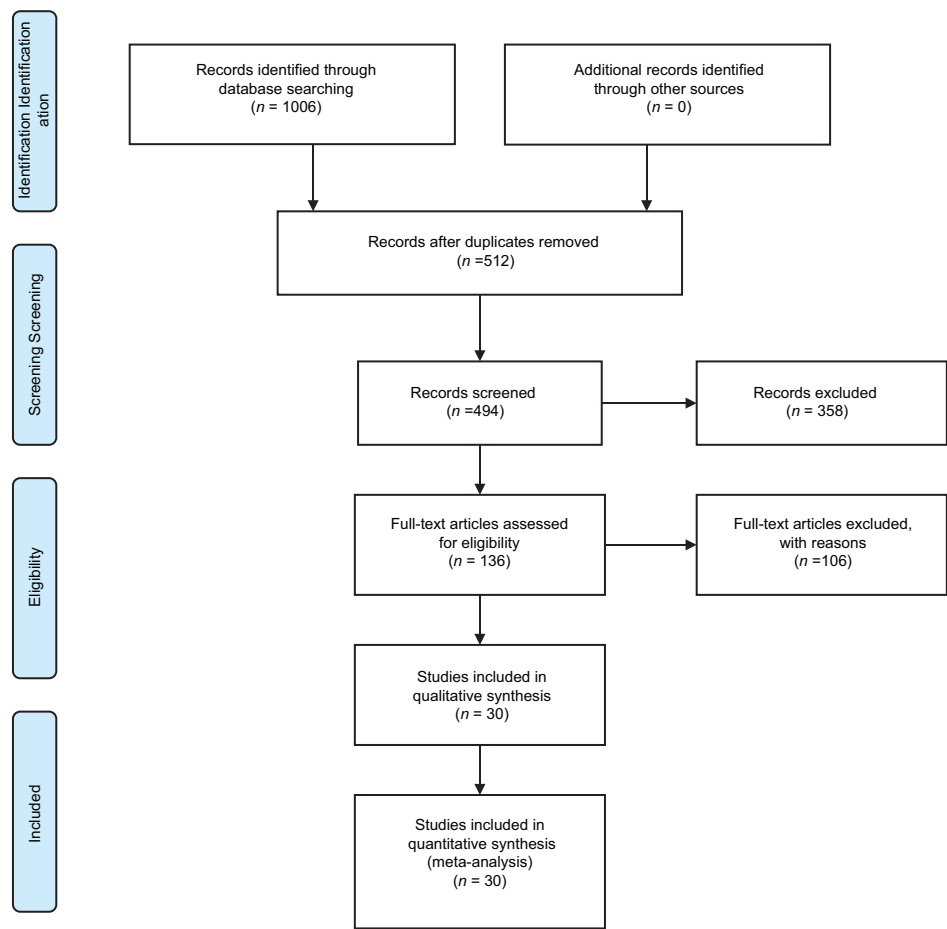 Identification Identification
ation
Records identified through
database searching
(n = 1006)
Additional records identified
through other sources
(n = 0)
Records after duplicates removed
(n =512)
Screening Screening
Records screened
(n =494)
Records excluded
(n = 358)
Eligibility
Full-text articles assessed
for eligibility
(n = 136)
Full-text articles excluded,
with reasons
(n =106)
Studies included in
qualitative synthesis
(n = 30)
Included
Studies included in
quantitative synthesis
(meta-analysis)
(n = 30)